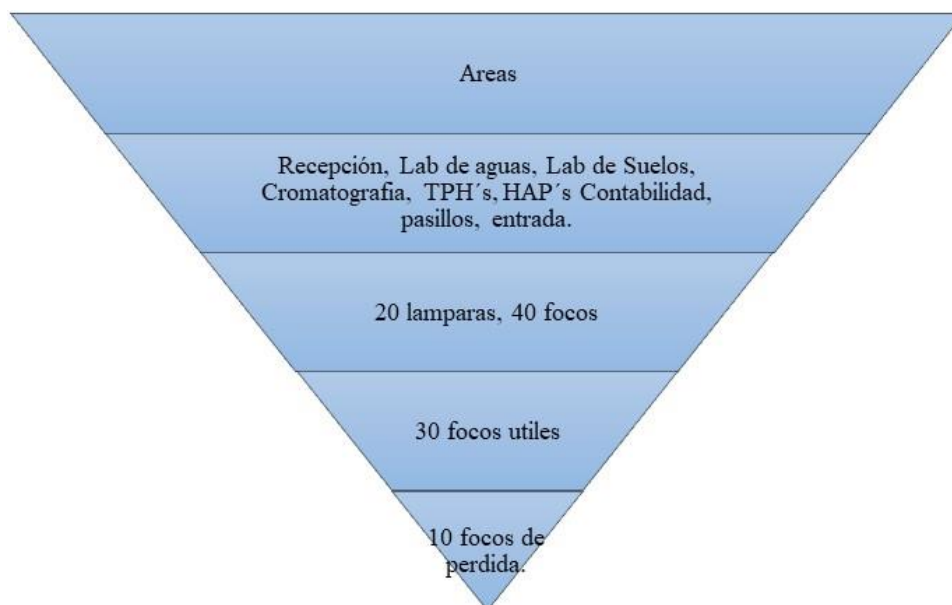 Areas
Recepción, Lab de aguas, Lab de Suelos,
Cromatografia, TPH´s, HAP´s Contabilidad,
pasillos, entrada.
20 lamparas, 40 focos
30 focos utiles
10 focos de
perdida.